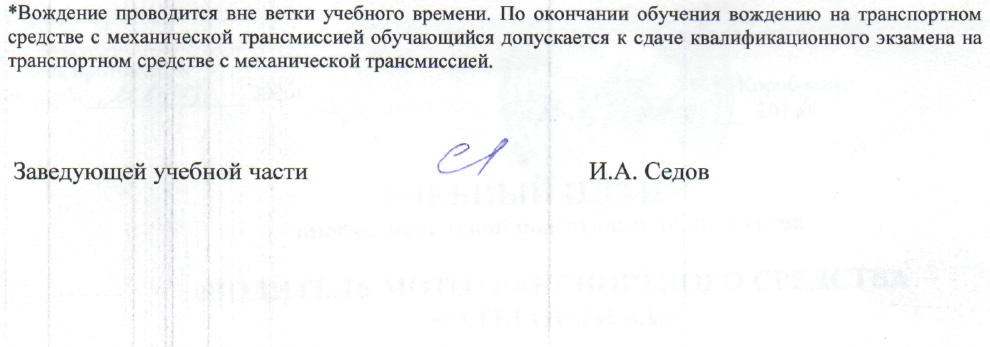 *Вождение проводится вне ветки учебного времени. По окончании обучения вождению на транспортном
средстве с механической трансмиссией обучающийся допускается к сдаче квалификационного экзамена на
транспортном средстве с механической трансмиссией.
Заведующей учебной части И.А. Седов